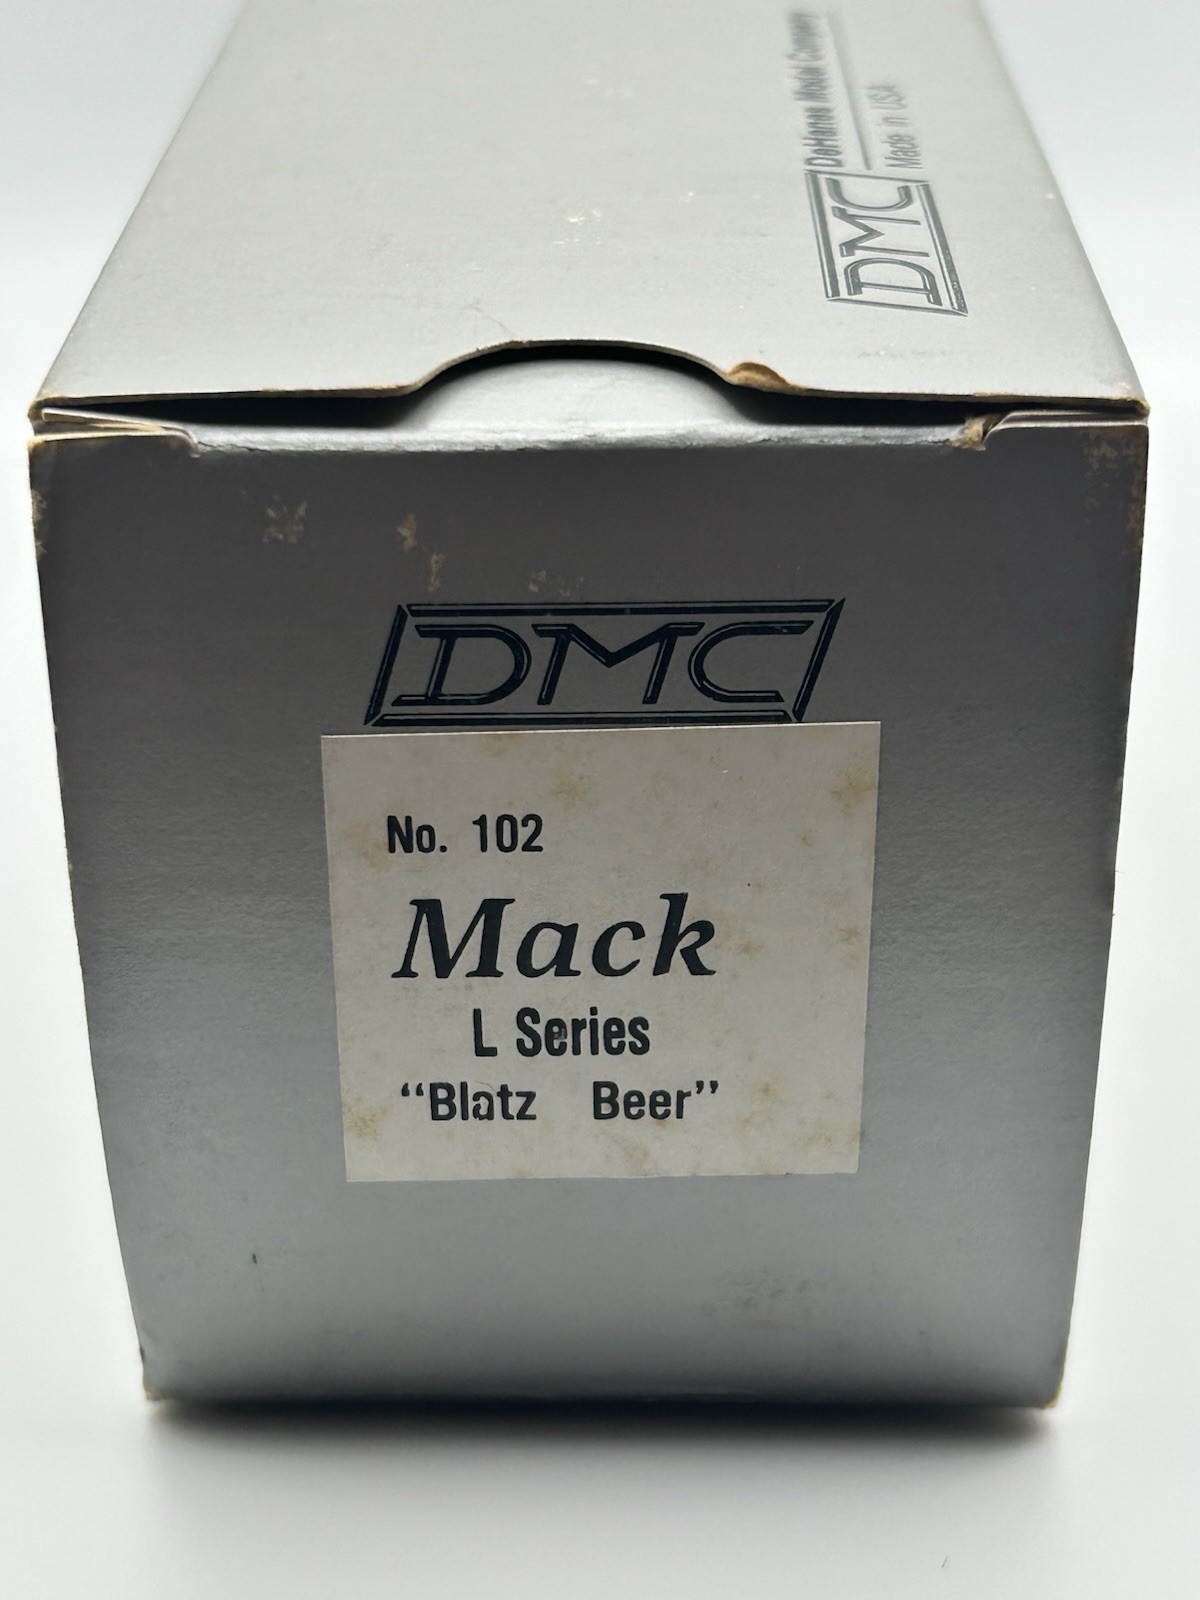 DeHanes Model Company
Made in USA
DMC
DMC
No. 102
Mack
L Series
“Blatz Beer”